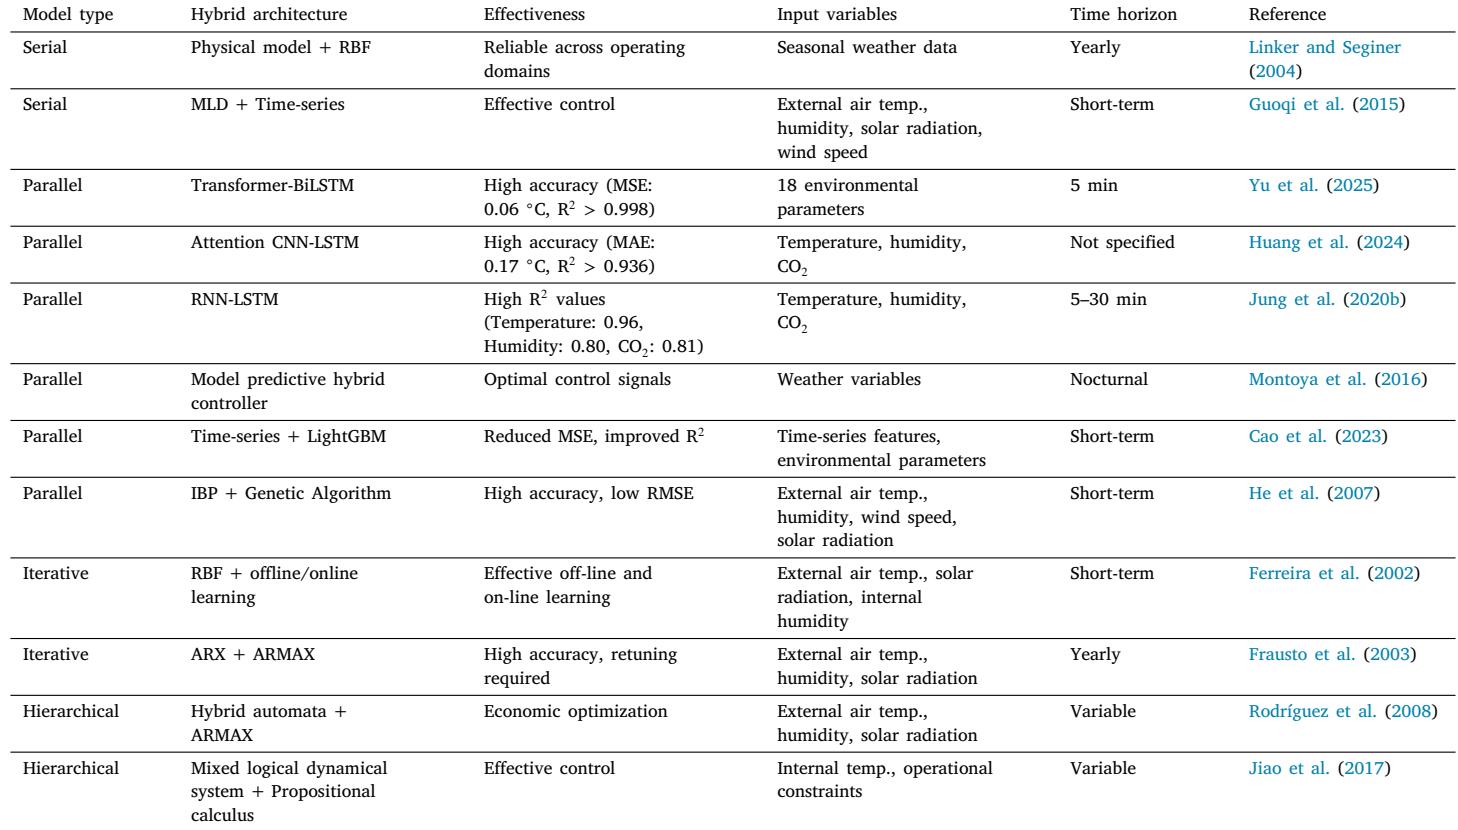 Model type Hybrid architecture Effectiveness Input variables Time horizon Reference
Serial Physical model + RBF Reliable across operating Seasonal weather data Yearly Linker and Seginer
domains (2004)
Serial MLD + Time-series Effective control External air temp., Short-term Guoqi et al. (2015)
humidity, solar radiation,
wind speed
Parallel Transformer-BiLSTM High accuracy (MSE: 18 environmental 5 min Yu et al. (2025)
0.06 °C, R² > 0.998) parameters
Parallel Attention CNN-LSTM High accuracy (MAE: Temperature, humidity, Not specified Huang et al. (2024)
0.17 °C, R² > 0.936) CO₂
Parallel RNN-LSTM High R² values Temperature, humidity, 5–30 min Jung et al. (2020b)
(Temperature: 0.96, CO₂
Humidity: 0.80, CO₂: 0.81)
Parallel Model predictive hybrid Optimal control signals Weather variables Nocturnal Montoya et al. (2016)
controller
Parallel Time-series + LightGBM Reduced MSE, improved R² Time-series features, Short-term Cao et al. (2023)
environmental parameters
Parallel IBP + Genetic Algorithm High accuracy, low RMSE External air temp., Short-term He et al. (2007)
humidity, wind speed,
solar radiation
Iterative RBF + offline/online Effective off-line and External air temp., solar Short-term Ferreira et al. (2002)
learning on-line learning radiation, internal
humidity
Iterative ARX + ARMAX High accuracy, retuning External air temp., Yearly Frausto et al. (2003)
required humidity, solar radiation
Hierarchical Hybrid automata + Economic optimization External air temp., Variable Rodríguez et al. (2008)
ARMAX humidity, solar radiation
Hierarchical Mixed logical dynamical Effective control Internal temp., operational Variable Jiao et al. (2017)
system + Propositional constraints
calculus